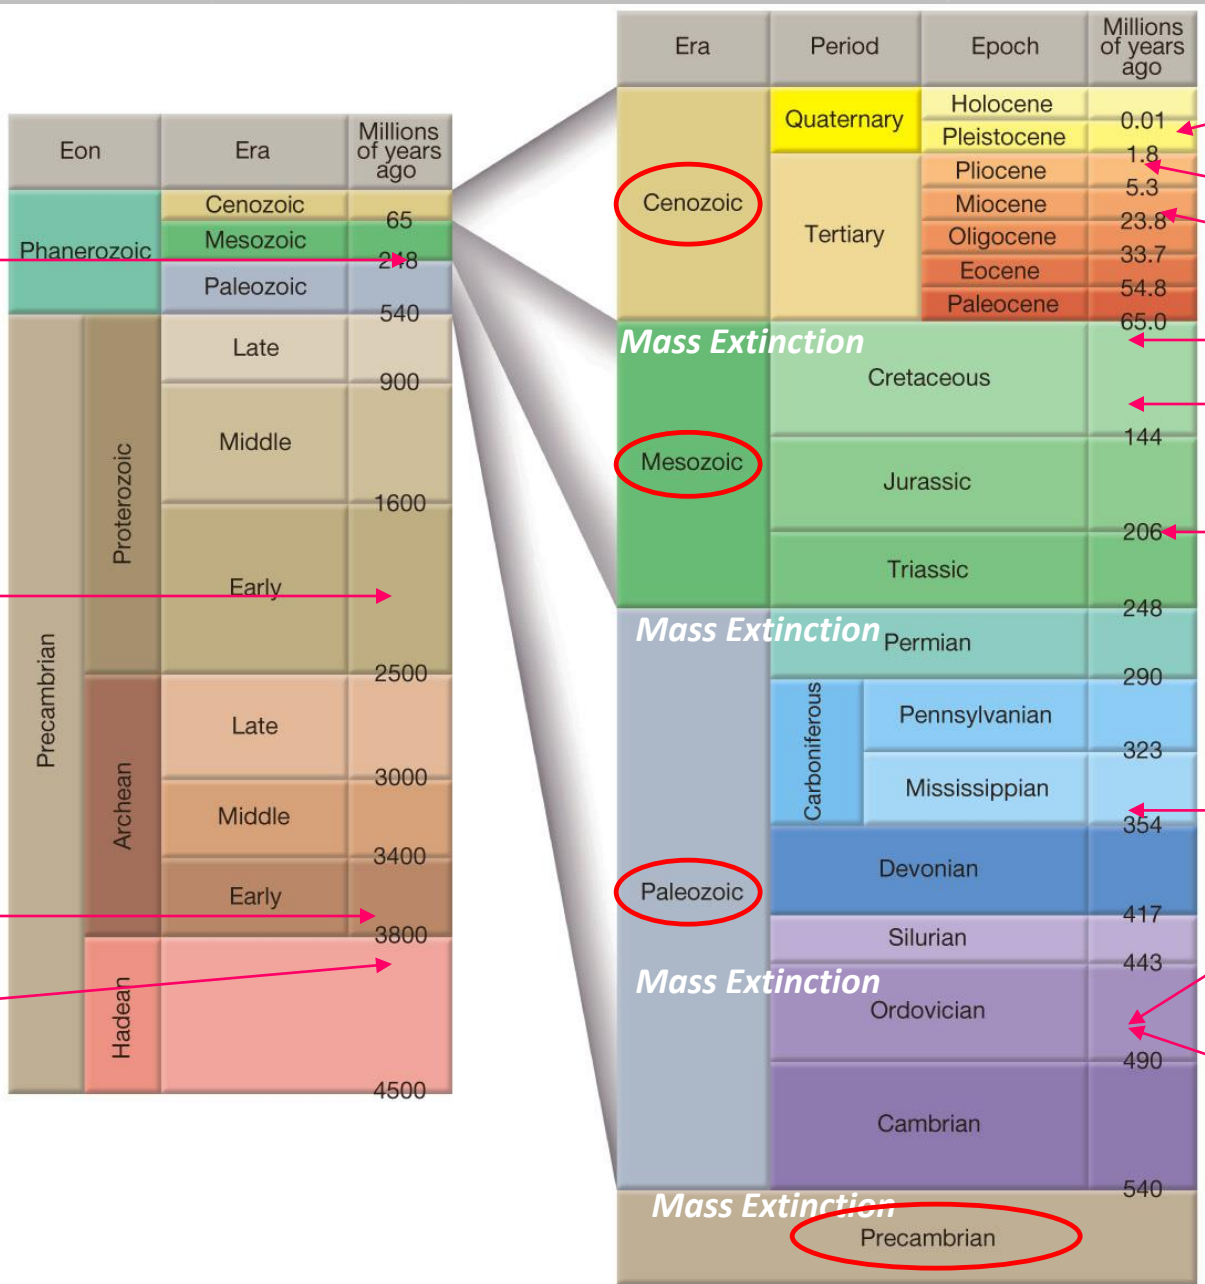 Eon
Era
Millions
of years
ago
Phanerozoic
Cenozoic
65
Mesozoic
248
Paleozoic
540
Precambrian
Proterozoic
Late
900
Middle
1600
Early
2500
Archean
Late
3000
Middle
3400
Early
3800
Hadean
4500
Era
Period
Epoch
Millions
of years
ago
Cenozoic
Quaternary
Holocene
0.01
Pleistocene
1.8
Tertiary
Pliocene
5.3
Miocene
23.8
Oligocene
33.7
Eocene
54.8
Paleocene
65.0
Mass Extinction
Mesozoic
Cretaceous
144
Jurassic
206
Triassic
248
Mass Extinction
Paleozoic
Permian
290
Carboniferous
Pennsylvanian
323
Mississippian
354
Devonian
417
Silurian
443
Mass Extinction
Ordovician
490
Cambrian
540
Mass Extinction
Precambrian